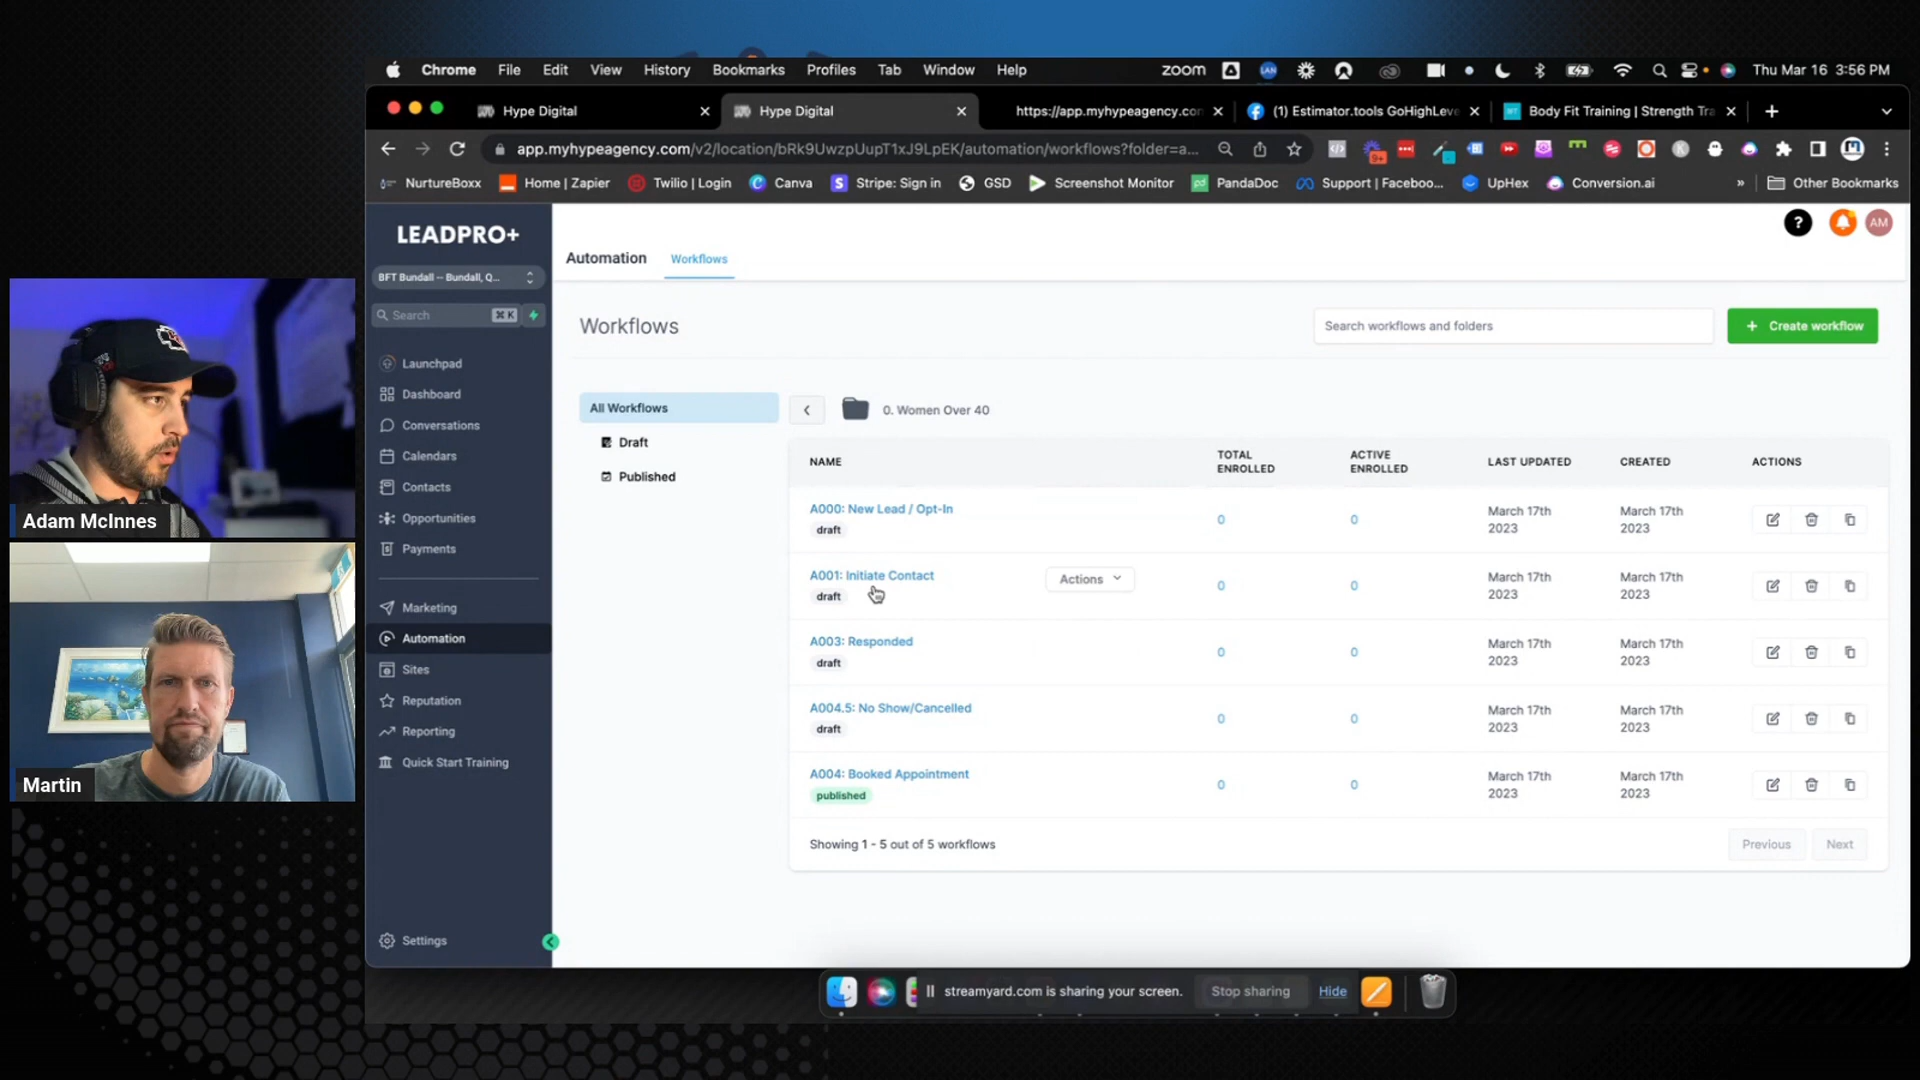 Chrome File Edit View History Bookmarks Profiles Tab Window Help
zoom
LAN
Thu Mar 16 3:56 PM
Hype Digital
Hype Digital
https://app.myhypeagency.con
(1) Estimator.tools GoHighLeve
Body Fit Training | Strength Tra
app.myhypeagency.com/v2/location/bRk9UwzpUupT1xJ9LpEK/automation/workflows?folder=a...
9+
NurtureBoxx
Home | Zapier
Twilio | Login
Canva
Stripe: Sign in
GSD
Screenshot Monitor
PandaDoc
Support | Faceboo...
UpHex
Conversion.ai
»
Other Bookmarks
LEADPRO+
AM
Automation
Workflows
BFT Bundall -- Bundall, Q...
Search
⌘ K
Workflows
Search workflows and folders
+ Create workflow
Launchpad
Dashboard
Conversations
Calendars
Contacts
Opportunities
Payments
Marketing
Automation
Sites
Reputation
Reporting
Quick Start Training
Settings
All Workflows
Draft
Published
0. Women Over 40
NAME
TOTAL ENROLLED
ACTIVE ENROLLED
LAST UPDATED
CREATED
ACTIONS
A000: New Lead / Opt-In
draft
0
0
March 17th 2023
March 17th 2023
A001: Initiate Contact
draft
Actions
0
0
March 17th 2023
March 17th 2023
A003: Responded
draft
0
0
March 17th 2023
March 17th 2023
A004.5: No Show/Cancelled
draft
0
0
March 17th 2023
March 17th 2023
A004: Booked Appointment
published
0
0
March 17th 2023
March 17th 2023
Showing 1 - 5 out of 5 workflows
Previous
Next
Adam McInnes
Martin
streamyard.com is sharing your screen.
Stop sharing
Hide